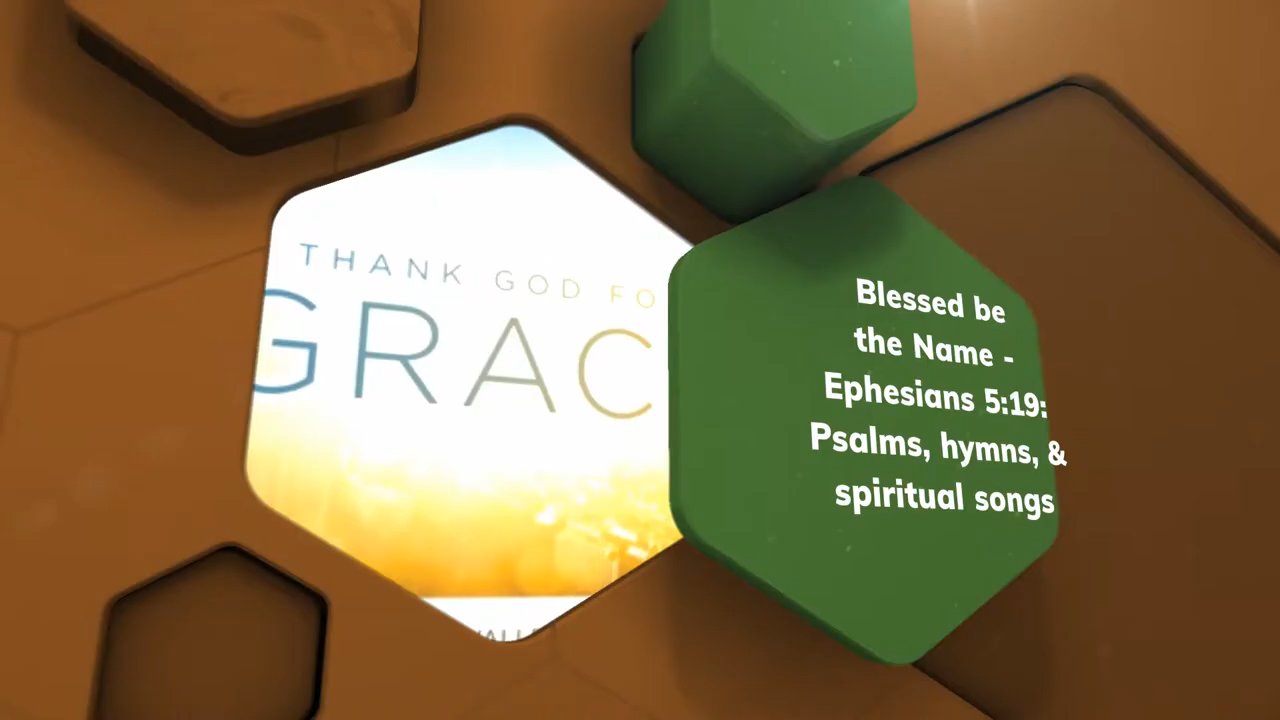 THANK GOD FO
GRAC
Blessed be
the Name -
Ephesians 5:19:
Psalms, hymns, &
spiritual songs